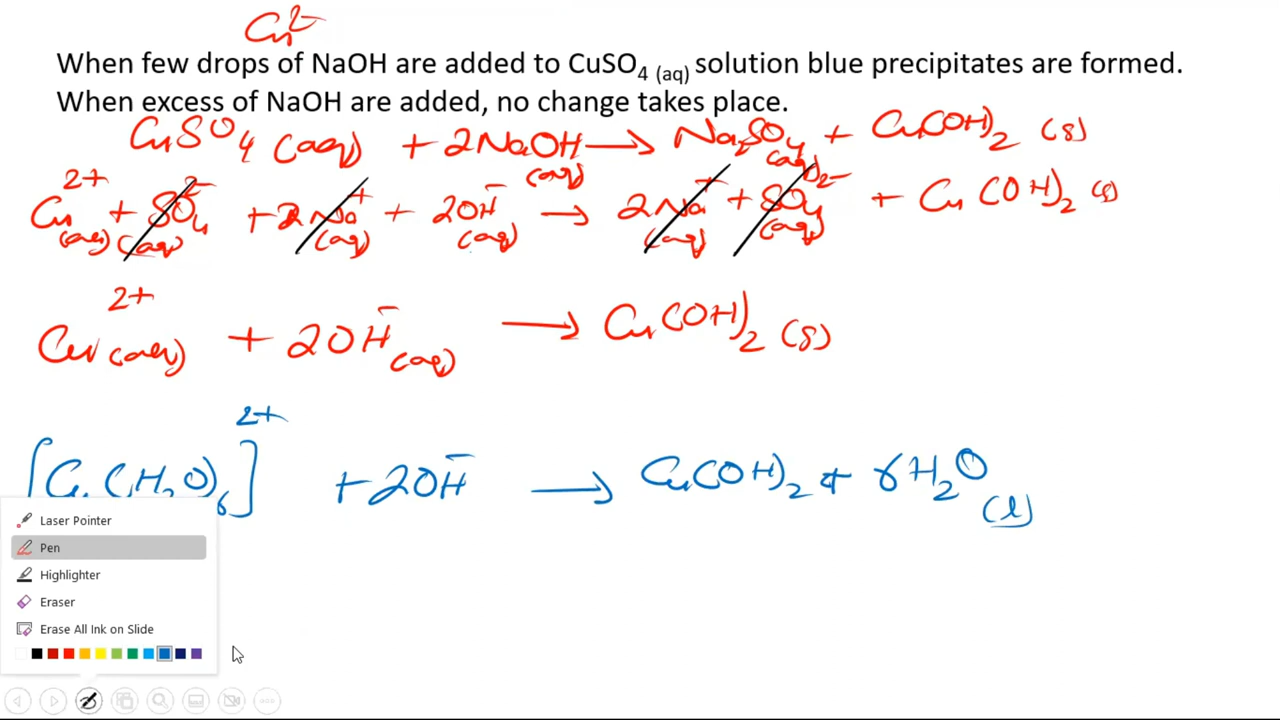 Cu²⁻
When few drops of NaOH are added to CuSO₄ (aq) solution blue precipitates are formed.
When excess of NaOH are added, no change takes place.
CuSO₄ (aq) + 2NaOH (aq) → Na₂SO₄ (aq) + Cu(OH)₂ (s)
Cu²⁺ (aq) + SO₄²⁻ (aq) + 2Na⁺ (aq) + 2OH⁻ (aq) → 2Na⁺ (aq) + SO₄²⁻ (aq) + Cu(OH)₂ (s)
Cu²⁺ (aq) + 2OH⁻ (aq) → Cu(OH)₂ (s)
[Cu(H₂O)₆]²⁺ + 2OH⁻ → Cu(OH)₂ + 6H₂O (l)
Laser Pointer
Pen
Highlighter
Eraser
Erase All Ink on Slide